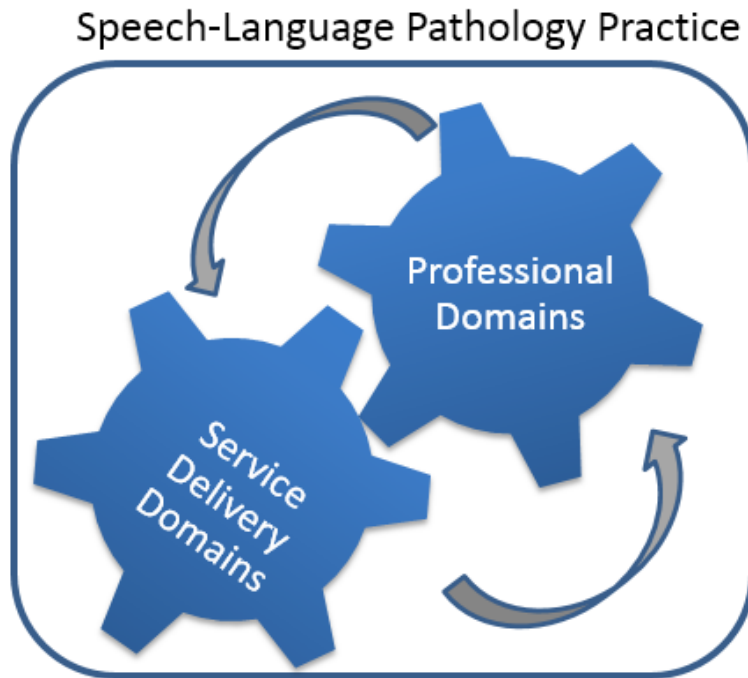 Speech-Language Pathology Practice
Professional
Domains
Service
Delivery
Domains